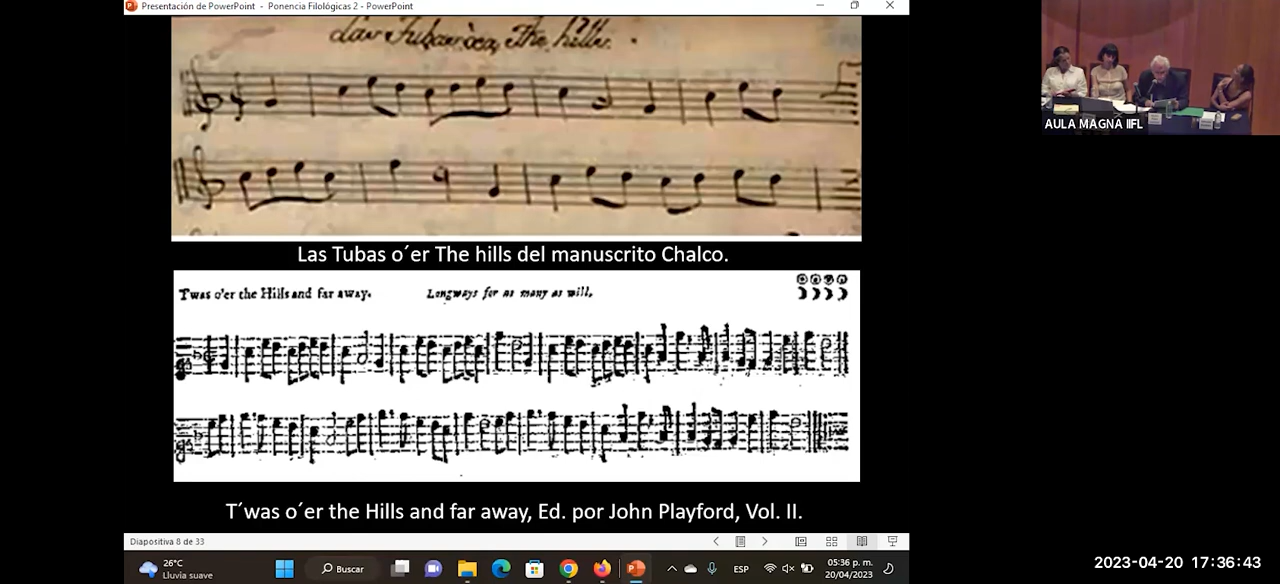 Presentación de PowerPoint - Ponencia Filológicas 2 - PowerPoint
The hills
AULA MAGNA IIFL
Las Tubas o´er The hills del manuscrito Chalco.
Twas o'er the Hills and far away.
Longways for as many as will.
T´was o´er the Hills and far away, Ed. por John Playford, Vol. II.
Diapositiva 8 de 33
26°C
Lluvia suave
Buscar
ESP
05:36 p. m.
20/04/2023
2023-04-20 17:36:43